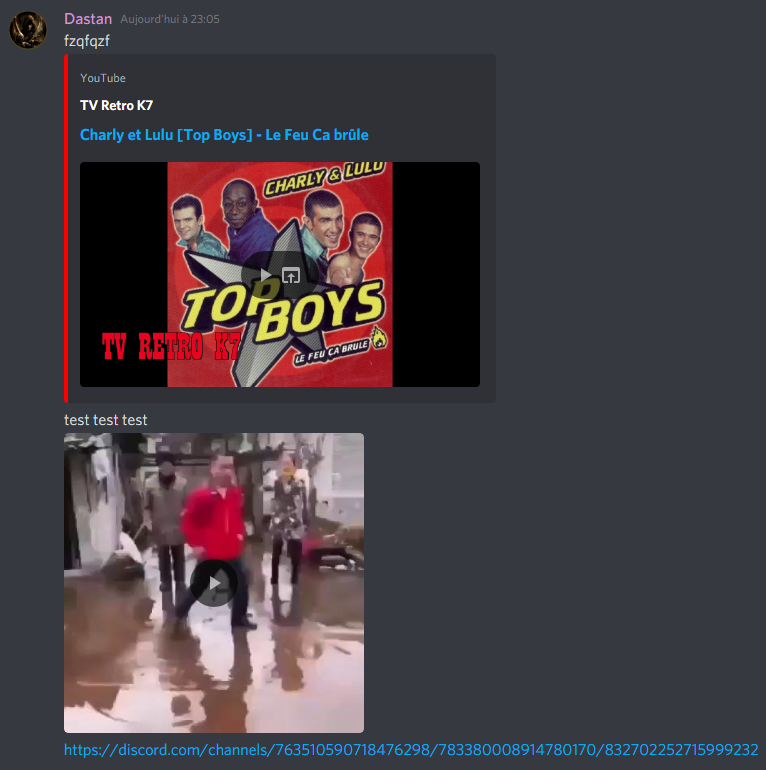 Dastan Aujourd'hui à 23:05
fzqfqzf
YouTube
TV Retro K7
Charly et Lulu [Top Boys] - Le Feu Ca brûle
CHARLY & LULU
TOP
BOYS
TV RETRO K7
LE FEU ÇA BRULE
test test test
https://discord.com/channels/763510590718476298/783380008914780170/832702252715999232